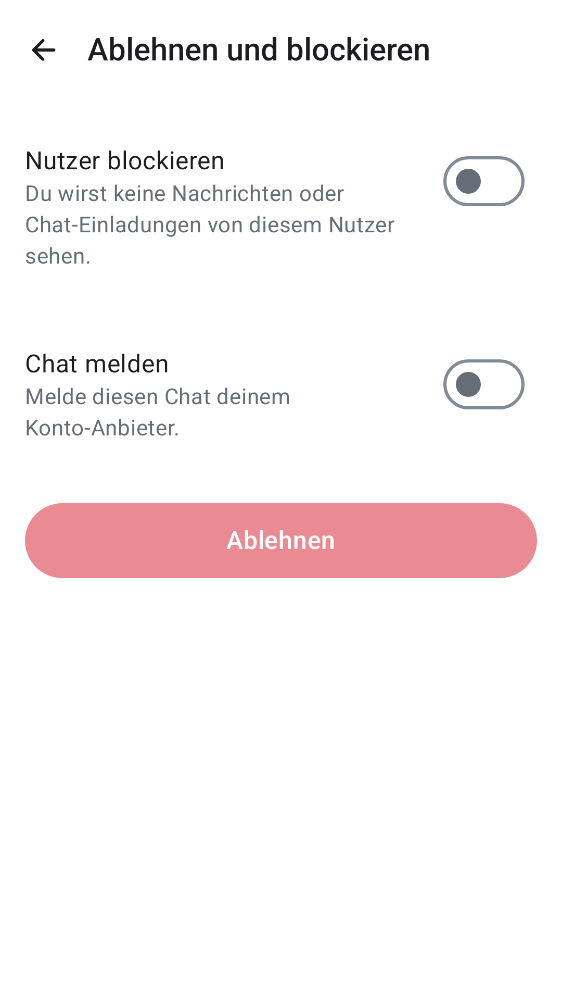 Ablehnen und blockieren
Nutzer blockieren
Du wirst keine Nachrichten oder
Chat-Einladungen von diesem Nutzer
sehen.
Chat melden
Melde diesen Chat deinem
Konto-Anbieter.
Ablehnen